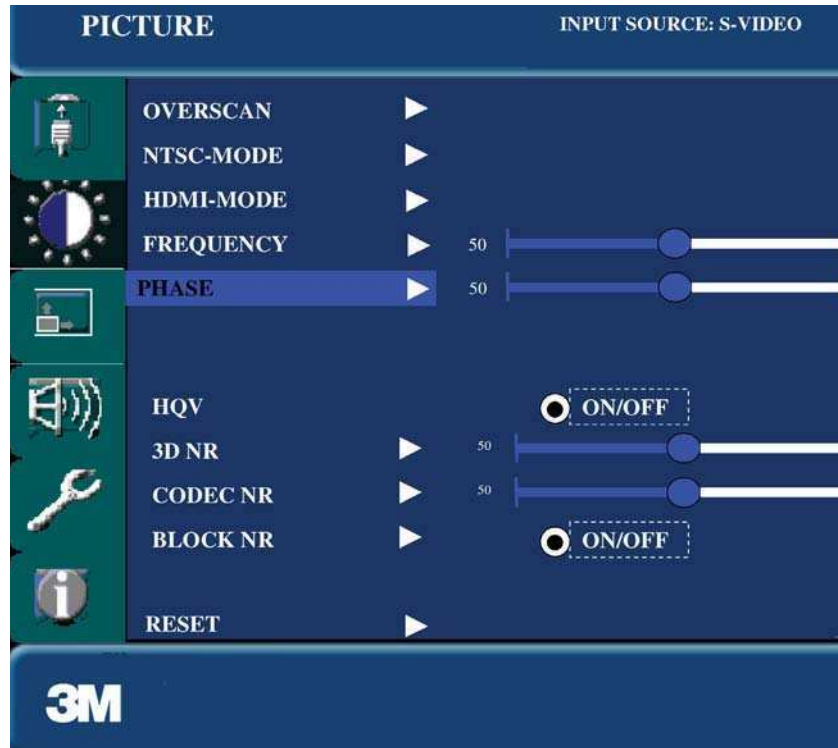 PICTURE INPUT SOURCE: S-VIDEO
OVERSCAN
NTSC-MODE
HDMI-MODE
FREQUENCY 50
PHASE 50
HQV ON/OFF
3D NR 50
CODEC NR 50
BLOCK NR ON/OFF
i
RESET
3M